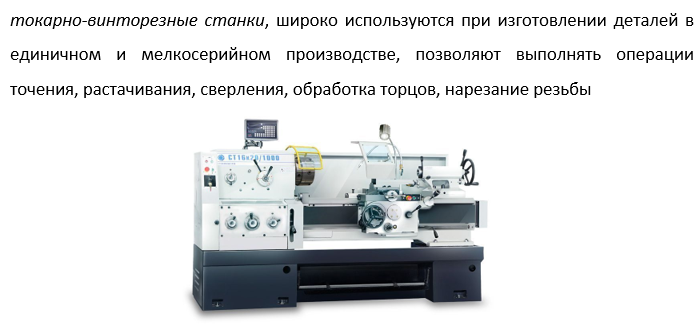 токарно-винторезные станки, широко используются при изготовлении деталей в
единичном и мелкосерийном производстве, позволяют выполнять операции
точения, растачивания, сверления, обработка торцов, нарезание резьбы
CT16x20/1000